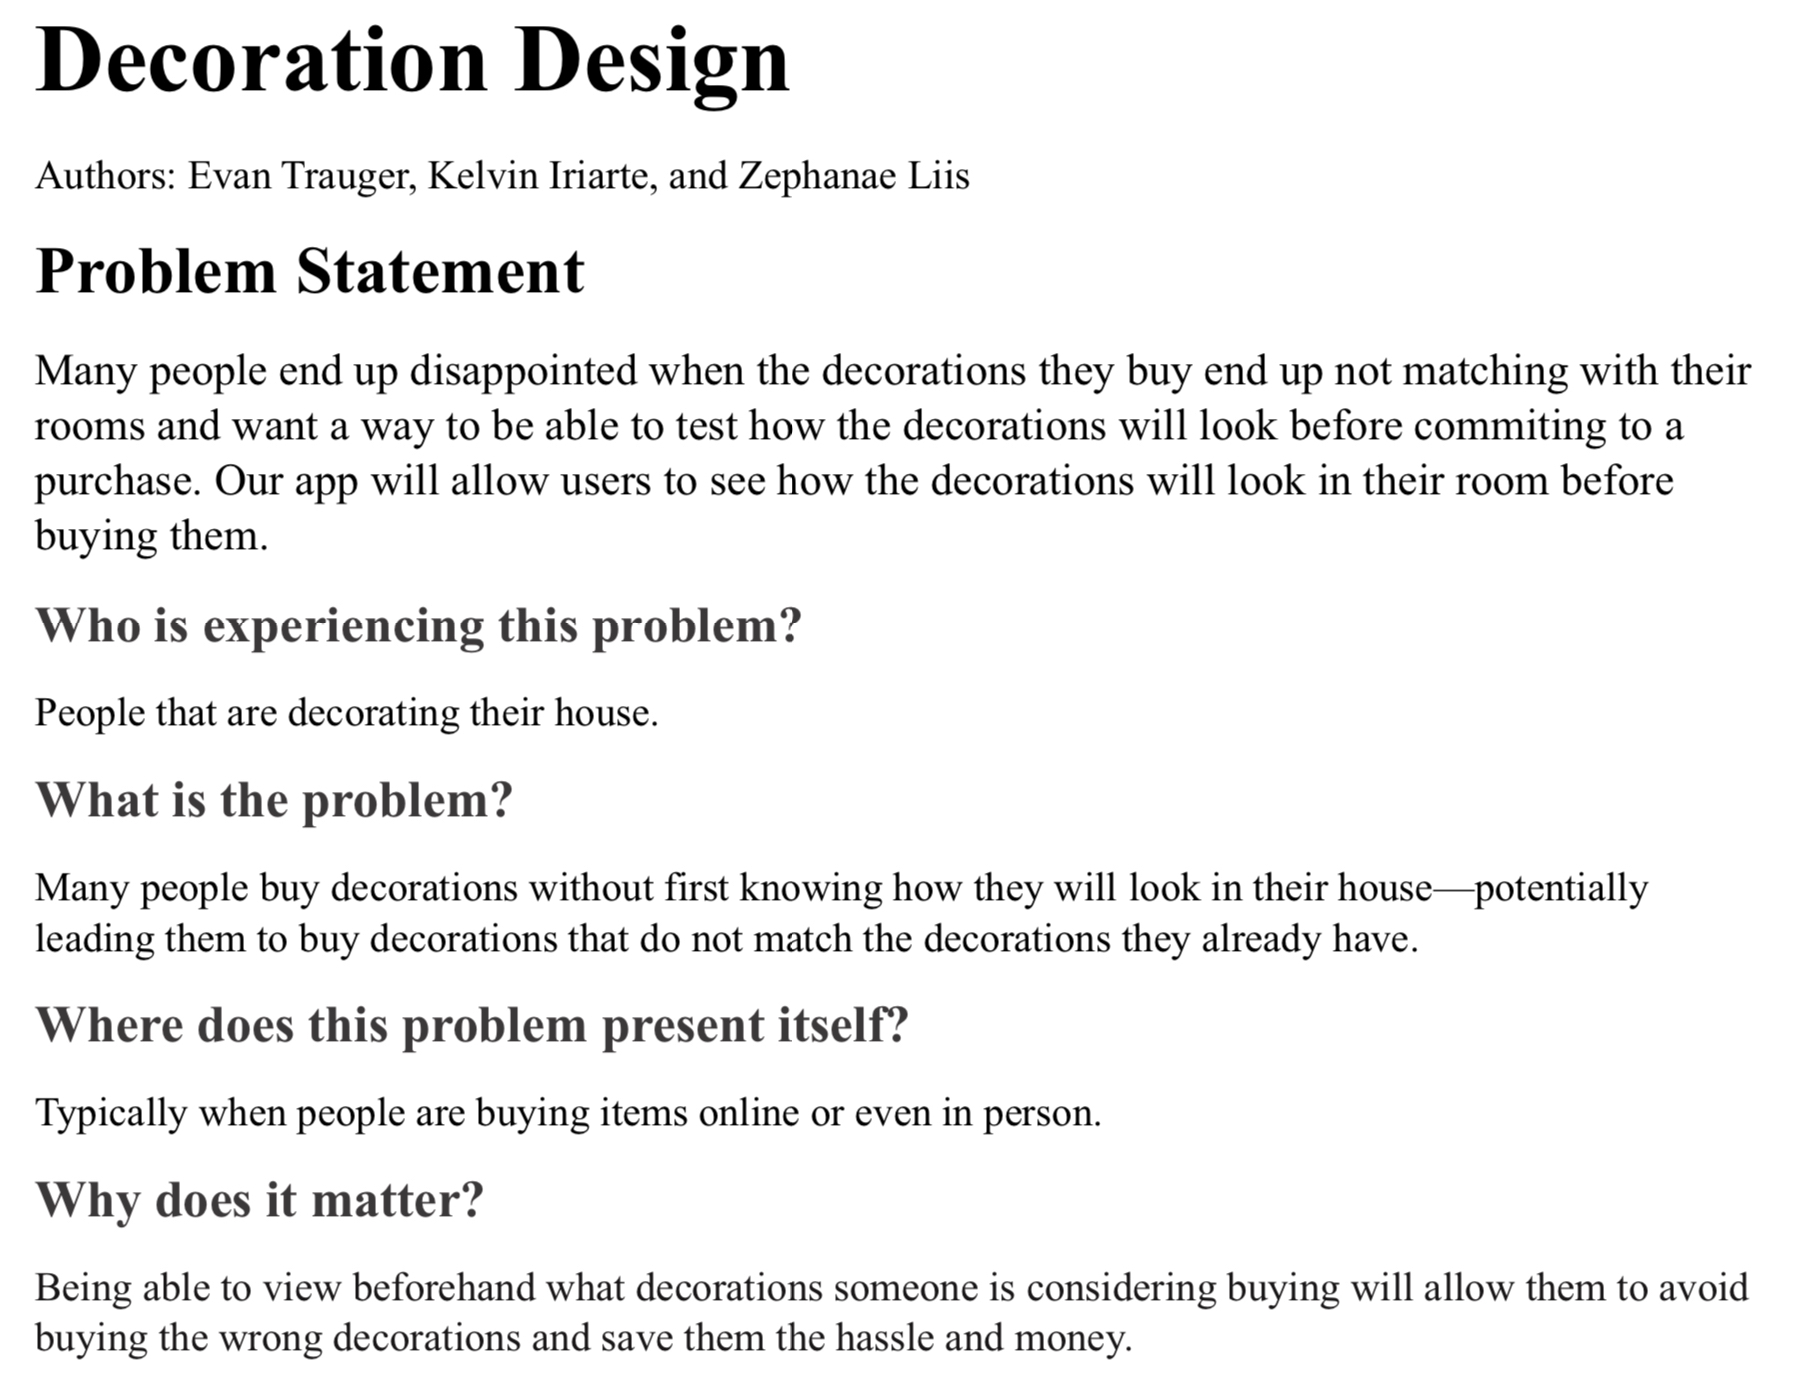 Decoration Design
Authors: Evan Trauger, Kelvin Iriarte, and Zephanae Liis
Problem Statement
Many people end up disappointed when the decorations they buy end up not matching with their
rooms and want a way to be able to test how the decorations will look before commiting to a
purchase. Our app will allow users to see how the decorations will look in their room before
buying them.
Who is experiencing this problem?
People that are decorating their house.
What is the problem?
Many people buy decorations without first knowing how they will look in their house—potentially
leading them to buy decorations that do not match the decorations they already have.
Where does this problem present itself?
Typically when people are buying items online or even in person.
Why does it matter?
Being able to view beforehand what decorations someone is considering buying will allow them to avoid
buying the wrong decorations and save them the hassle and money.